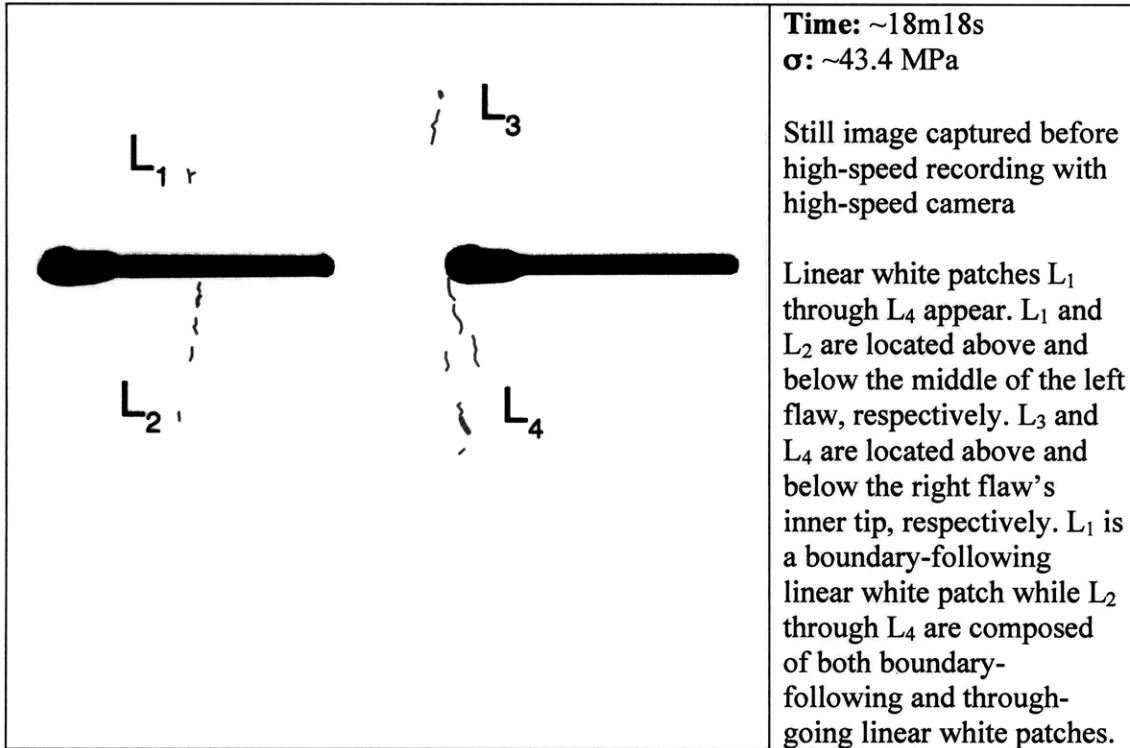 L₁
L₂
L₃
L₄
Time: ~18m18s
σ: ~43.4 MPa
Still image captured before
high-speed recording with
high-speed camera
Linear white patches L₁
through L₄ appear. L₁ and
L₂ are located above and
below the middle of the left
flaw, respectively. L₃ and
L₄ are located above and
below the right flaw’s
inner tip, respectively. L₁ is
a boundary-following
linear white patch while L₂
through L₄ are composed
of both boundary-
following and through-
going linear white patches.